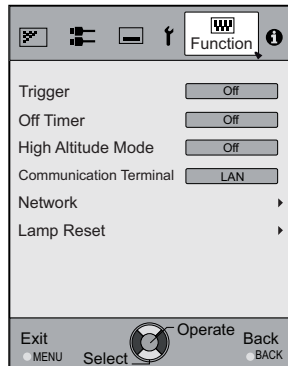 Function
Trigger Off
Off Timer Off
High Altitude Mode Off
Communication Terminal LAN
Network
Lamp Reset
Exit Operate Back
MENU Select BACK